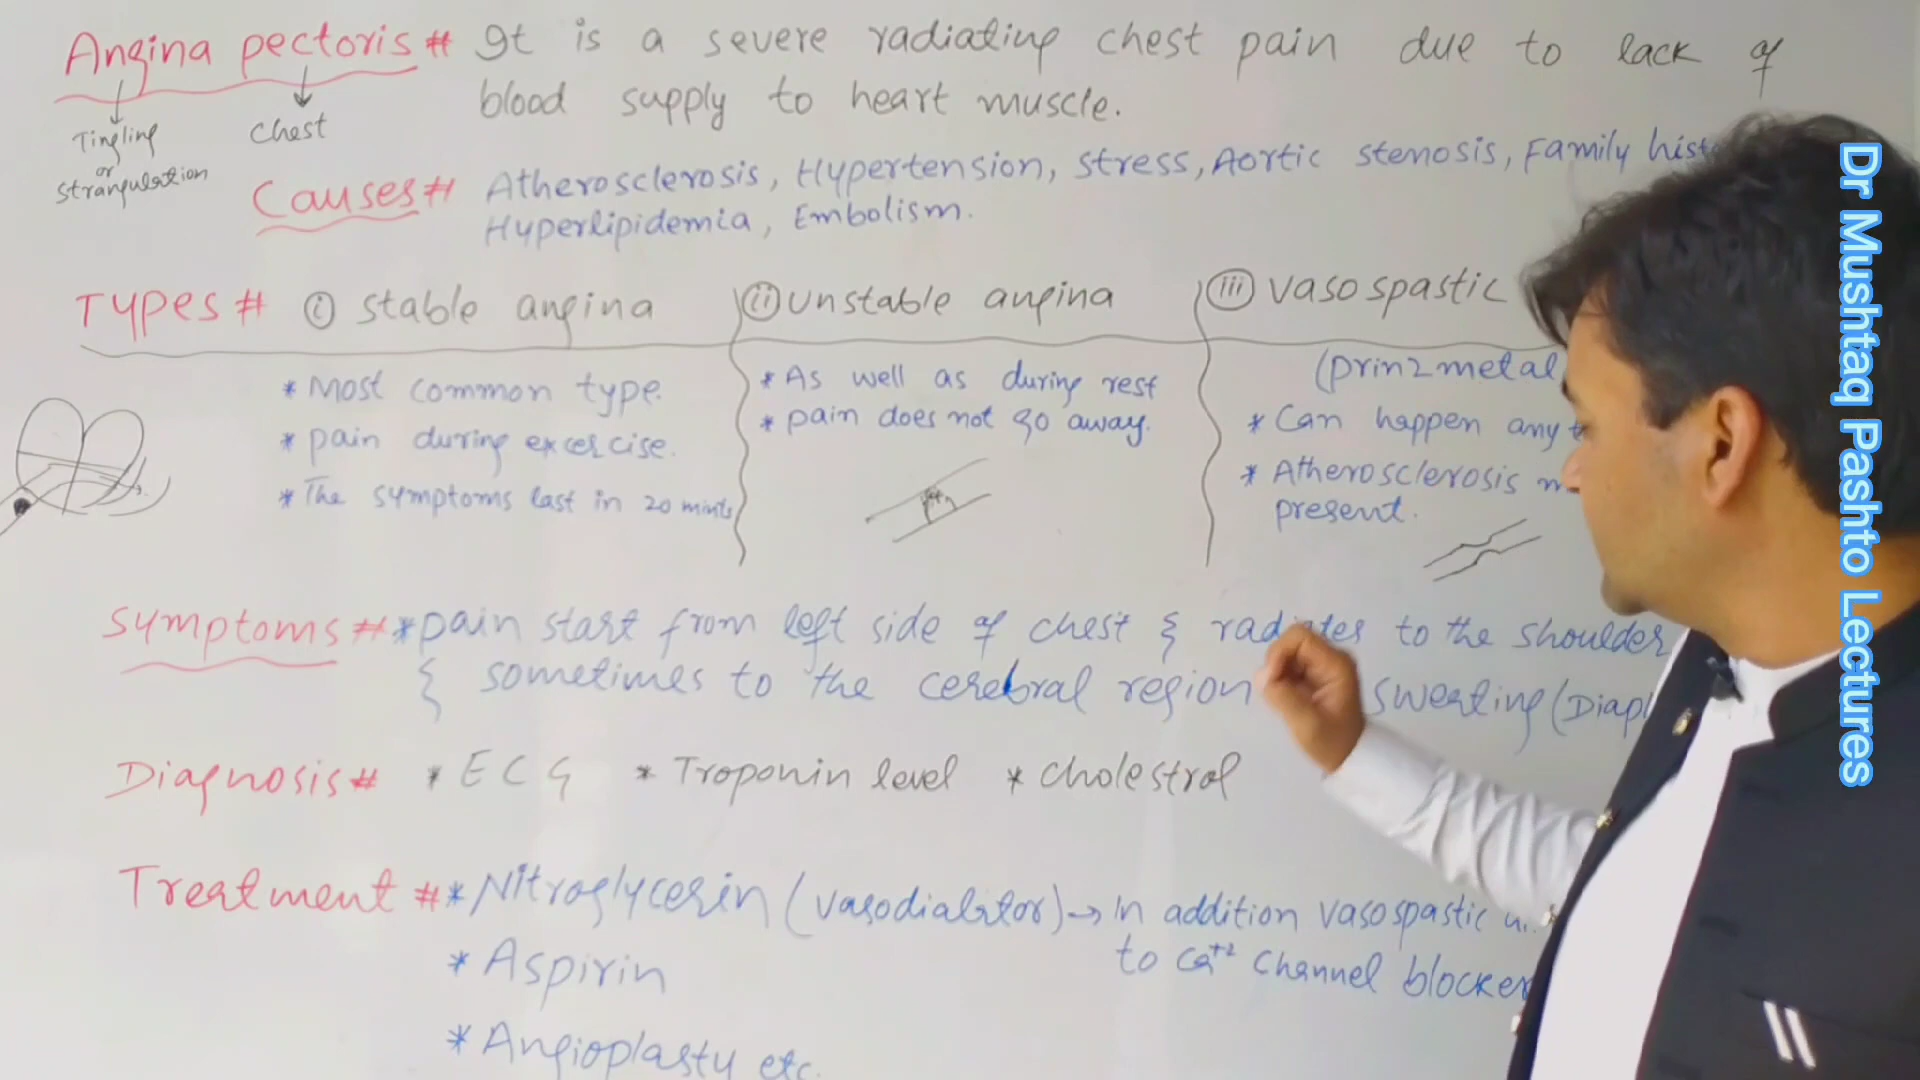 Angina pectoris # It is a severe radiating chest pain due to lack of
blood supply to heart muscle.
Tingling
or
strangulation
chest
Causes # Atherosclerosis, Hypertension, Stress, Aortic stenosis, Family
Hyperlipidemia, Embolism.
Types # (i) stable angina (ii) unstable angina (iii) vasospastic
* Most common type.
* pain during excercise.
* The symptoms last in 20 mints
* As well as during rest
* pain does not go away.
(prinzmetal
* Can happen any
* Atherosclerosis
present.
Symptoms # * pain start from left side of chest & radiates to the shoulder
& sometimes to the cerebral region sweating (Diap
Diagnosis # * ECG * Troponin level * cholestrol
Treatment # * Nitroglycerin (vasodialator) → In addition vasospastic
to Ca+2 channel blocker
* Aspirin
* Angioplasty etc.
Dr Mushtaq Pashto Lectures